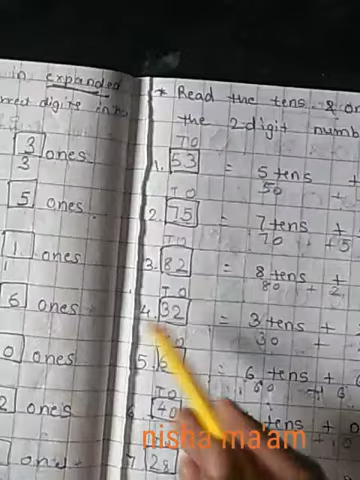 in expanded
ones
3
3 ones
5 ones
1 ones
6 ones
0 ones
2 ones
* Read the tens &
the 2-digit numb
T O
1. 53 = 5 tens +
50 +
T O
2. 75 = 7 tens +
70 + 5
T O
3. 82 = 8 tens +
80 + 2
T O
4. 32 = 3 tens +
30 +
5. = 6 tens +
60 + 6
T O
40 tens + 0
7. 28
nisha ma'am